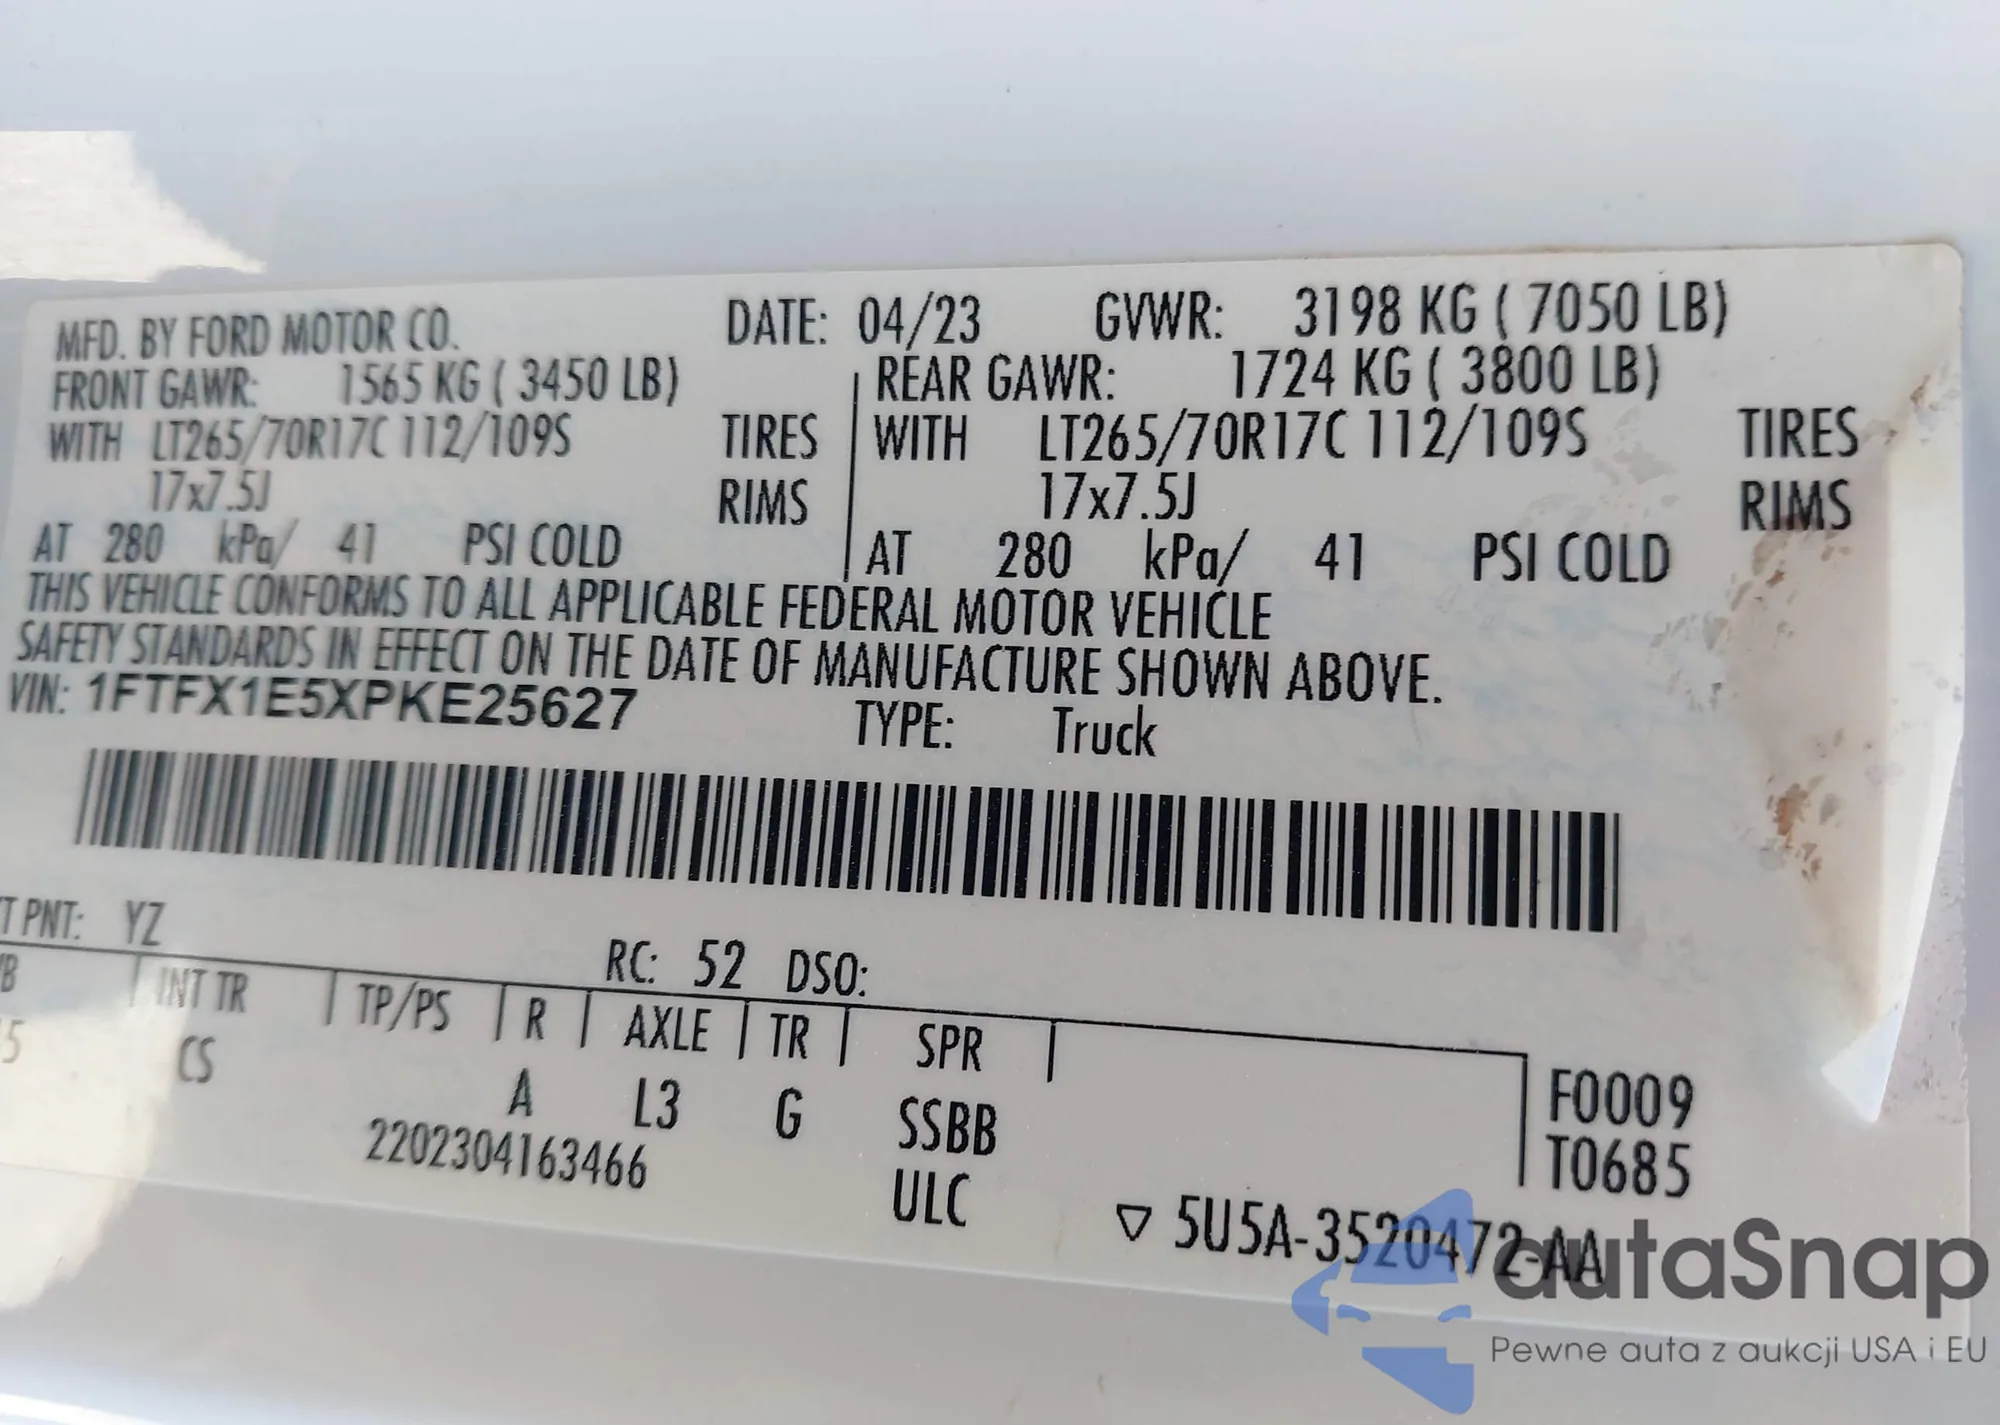 MFD. BY FORD MOTOR CO. DATE: 04/23 GVWR: 3198 KG ( 7050 LB)
FRONT GAWR: 1565 KG ( 3450 LB) REAR GAWR: 1724 KG ( 3800 LB)
WITH LT265/70R17C 112/109S TIRES WITH LT265/70R17C 112/109S TIRES
17x7.5J RIMS 17x7.5J RIMS
AT 280 kPa/ 41 PSI COLD AT 280 kPa/ 41 PSI COLD
THIS VEHICLE CONFORMS TO ALL APPLICABLE FEDERAL MOTOR VEHICLE
SAFETY STANDARDS IN EFFECT ON THE DATE OF MANUFACTURE SHOWN ABOVE.
VIN: 1FTFX1E5XPKE25627 TYPE: Truck
T PNT: YZ RC: 52 DSO:
B INT TR TP/PS R AXLE TR SPR
5 CS A L3 G SSBB F0009
2202304163466 ULC T0685
▽ 5U5A-3520472-AA
autaSnap
Pewne auta z aukcji USA i EU